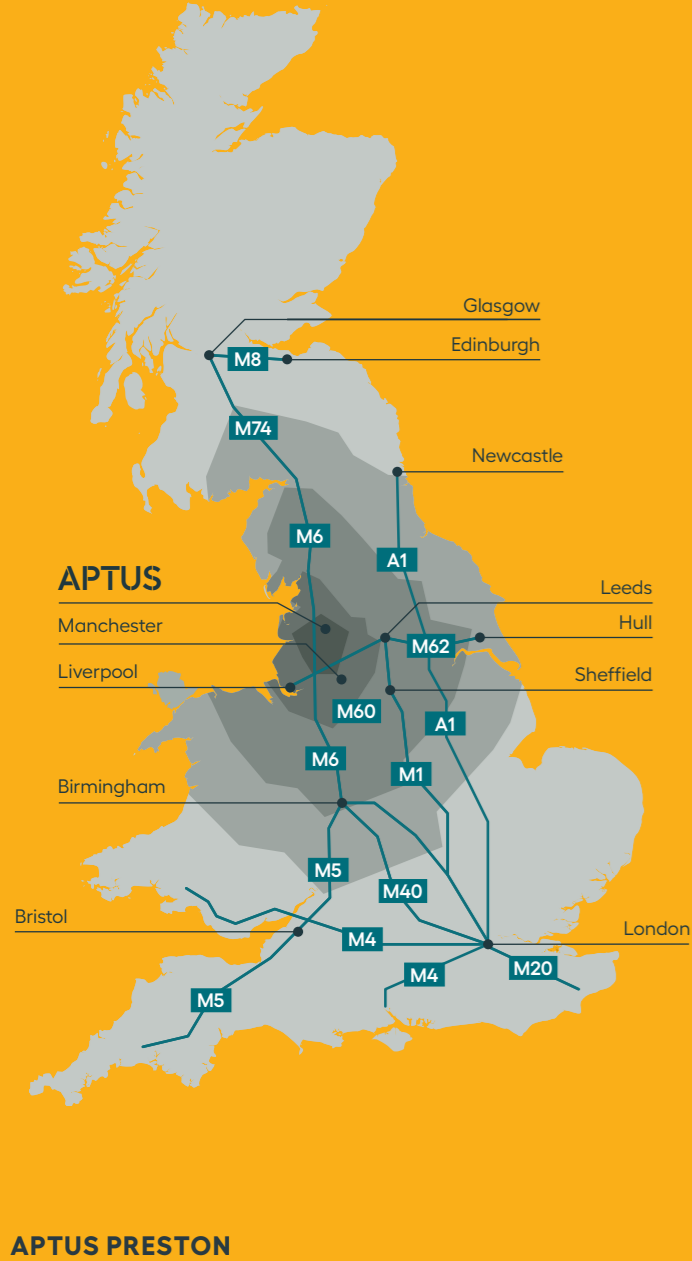 Glasgow
Edinburgh
M8
M74
Newcastle
M6
A1
APTUS
Leeds
Manchester
Hull
M62
Liverpool
Sheffield
M60
A1
M6
M1
Birmingham
M5
M40
Bristol
London
M4
M20
M4
M5
APTUS PRESTON